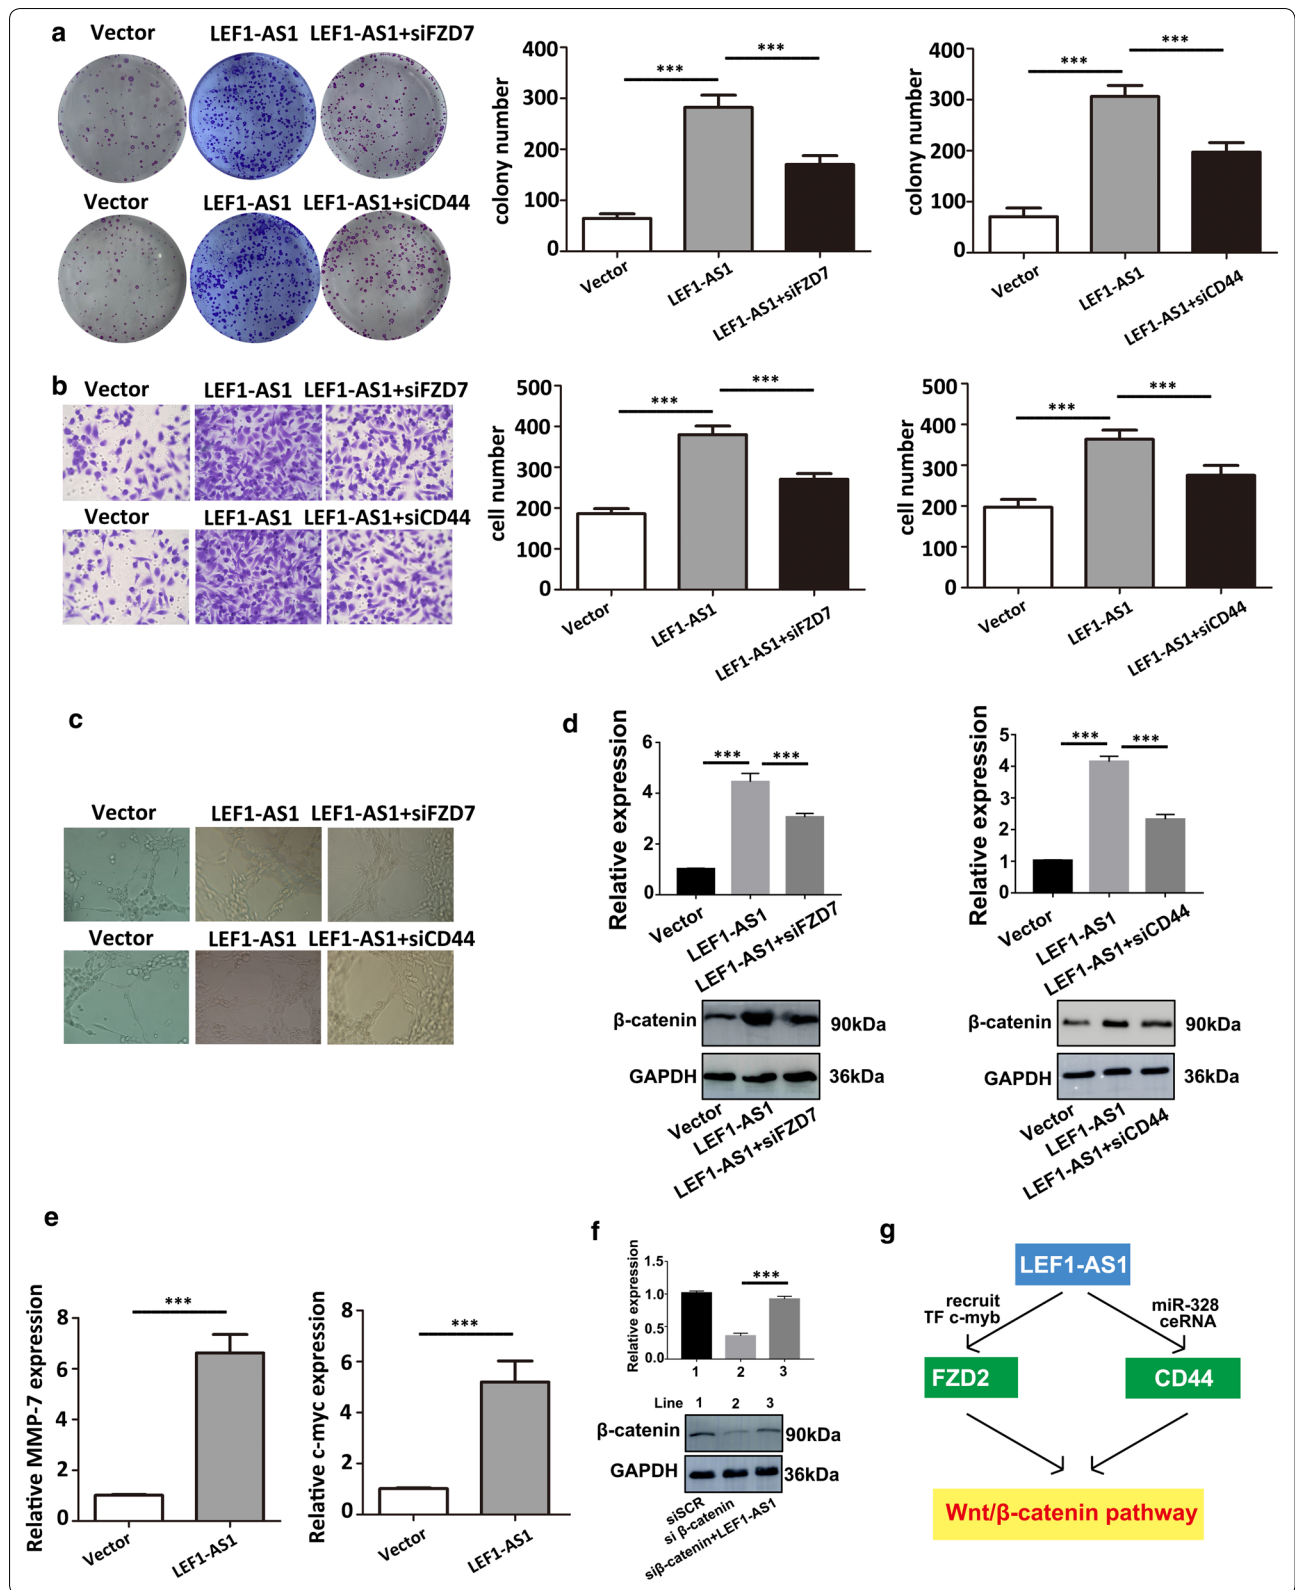 a
Vector LEF1-AS1 LEF1-AS1+siFZD7
Vector LEF1-AS1 LEF1-AS1+siCD44
colony number
400
300
200
100
0
***
***
Vector
LEF1-AS1
LEF1-AS1+siFZD7
colony number
400
300
200
100
0
***
***
Vector
LEF1-AS1
LEF1-AS1+siCD44
b
Vector LEF1-AS1 LEF1-AS1+siFZD7
Vector LEF1-AS1 LEF1-AS1+siCD44
cell number
500
400
300
200
100
0
***
***
Vector
LEF1-AS1
LEF1-AS1+siFZD7
cell number
500
400
300
200
100
0
***
***
Vector
LEF1-AS1
LEF1-AS1+siCD44
c
Vector LEF1-AS1 LEF1-AS1+siFZD7
Vector LEF1-AS1 LEF1-AS1+siCD44
d
Relative expression
6
4
2
0
***
***
Vector
LEF1-AS1
LEF1-AS1+siFZD7
β-catenin 90kDa
GAPDH 36kDa
Vector
LEF1-AS1
LEF1-AS1+siFZD7
Relative expression
5
4
3
2
1
0
***
***
Vector
LEF1-AS1
LEF1-AS1+siCD44
β-catenin 90kDa
GAPDH 36kDa
Vector
LEF1-AS1
LEF1-AS1+siCD44
e
Relative MMP-7 expression
8
6
4
2
0
***
Vector
LEF1-AS1
Relative c-myc expression
8
6
4
2
0
***
Vector
LEF1-AS1
f
Relative expression
1.5
1.0
0.5
0.0
***
1 2 3
Line 1 2 3
β-catenin 90kDa
GAPDH 36kDa
siSCR
si β-catenin
siβ-catenin+LEF1-AS1
g
LEF1-AS1
recruit
TF c-myb
miR-328
ceRNA
FZD2
CD44
Wnt/β-catenin pathway